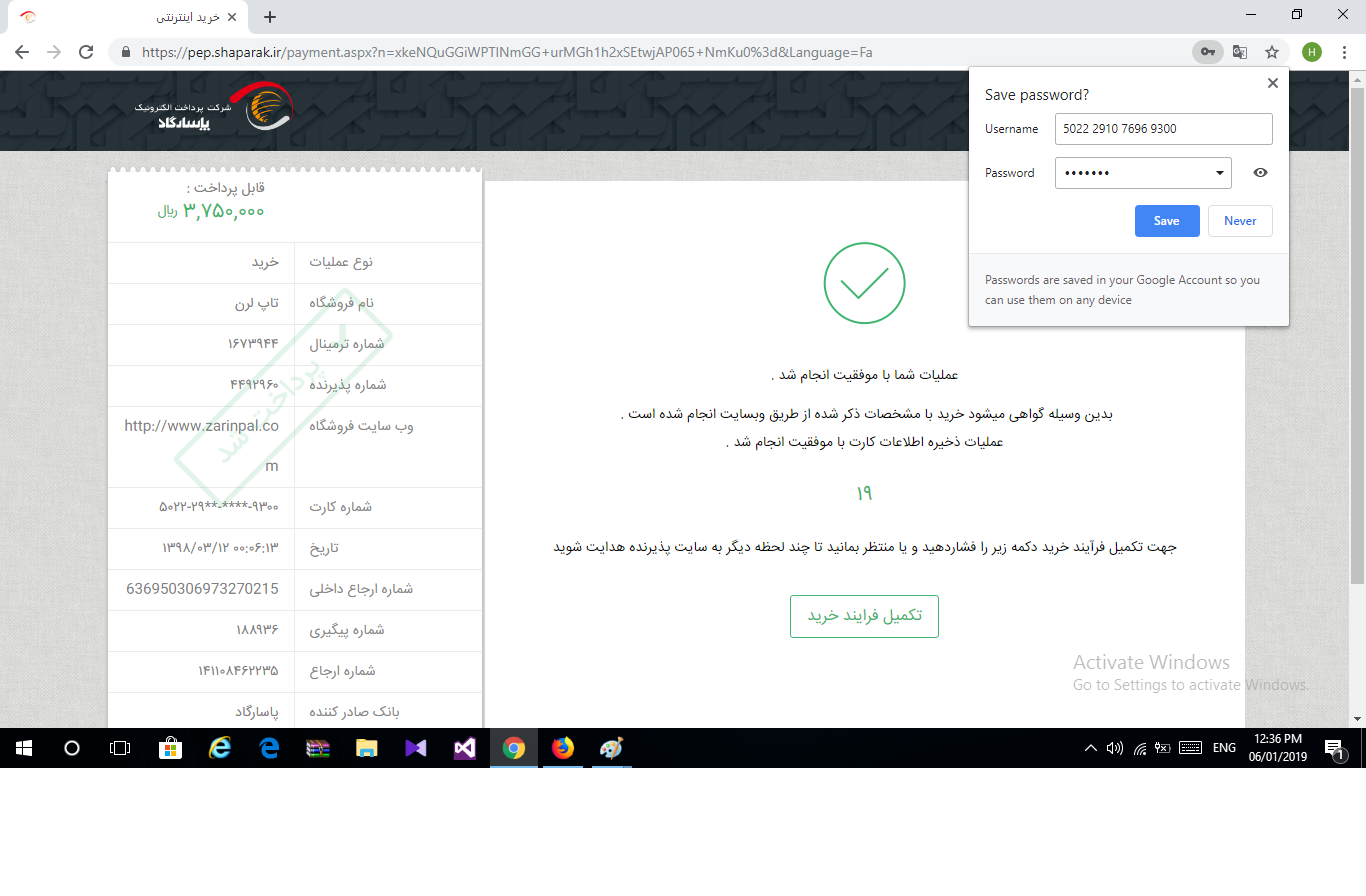 خرید اینترنتی
https://pep.shaparak.ir/payment.aspx?n=xkeNQuGGiWPTINmGG+urMGh1h2xSEtwjAP065+NmKu0%3d&Language=Fa
H
شرکت پرداخت الکترونیک
پاسارگاد
Save password?
Username 5022 2910 7696 9300
Password •••••••
Save Never
Passwords are saved in your Google Account so you
can use them on any device
قابل پرداخت :
۳,۷۵۰,۰۰۰ ریال
نوع عملیات خرید
نام فروشگاه تاپ لرن
شماره ترمینال ۱۶۷۳۹۴۴
شماره پذیرنده ۴۴۹۲۹۶۰
وب سایت فروشگاه http://www.zarinpal.co
m
شماره کارت ۵۰۲۲-۲۹**-****-۹۳۰۰
تاریخ ۱۳۹۸/۰۳/۱۲ ۰۰:۰۶:۱۳
شماره ارجاع داخلی 636950306973270215
شماره پیگیری ۱۸۸۹۳۶
شماره ارجاع ۱۴۱۱۰۸۴۶۲۲۳۵
بانک صادر کننده پاسارگاد
پرداخت شد
عملیات شما با موفقیت انجام شد .
بدین وسیله گواهی میشود خرید با مشخصات ذکر شده از طریق وبسایت انجام شده است .
عملیات ذخیره اطلاعات کارت با موفقیت انجام شد .
۱۹
جهت تکمیل فرآیند خرید دکمه زیر را فشاردهید و یا منتظر بمانید تا چند لحظه دیگر به سایت پذیرنده هدایت شوید
تکمیل فرایند خرید
Activate Windows
Go to Settings to activate Windows.
ENG
12:36 PM
06/01/2019
1